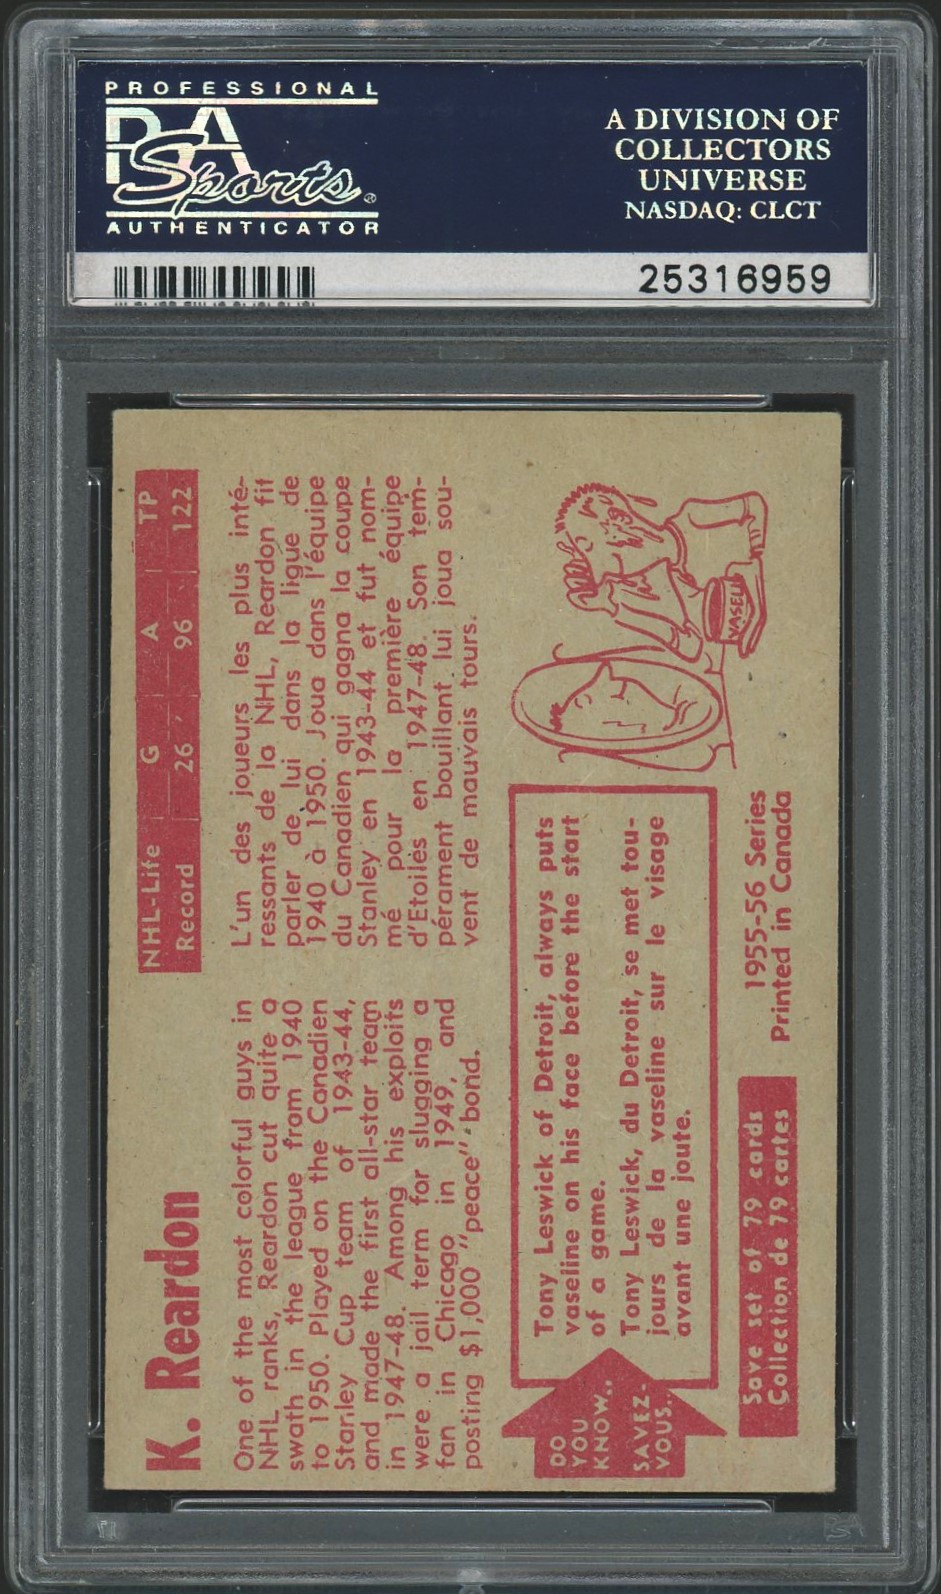 PROFESSIONAL
PSA
Sports®
AUTHENTICATOR
A DIVISION OF
COLLECTORS
UNIVERSE
NASDAQ: CLCT
25316959
K. Reardon
NHL-Life G A TP
Record 26 96 122
One of the most colorful guys in
NHL ranks, Reardon cut quite a
swath in the league from 1940
to 1950. Played on the Canadien
Stanley Cup team of 1943-44,
and made the first all-star team
in 1947-48. Among his exploits
were a jail term for slugging a
fan in Chicago in 1949, and
posting $1,000 "peace" bond.
L'un des joueurs les plus inté-
réssants de la NHL, Reardon fit
parler de lui dans la ligue de
1940 à 1950. Joua dans l'équipe
du Canadien qui gagna la coupe
Stanley en 1943-44 et fut nom-
mé pour la première équipe
d'Etoilés en 1947-48. Son tem-
pérament bouillant lui joua sou-
vent de mauvais tours.
DO
YOU
KNOW..
SAVEZ-
VOUS..
Tony Leswick of Detroit, always puts
vaseline on his face before the start
of a game.
Tony Leswick, du Detroit, se met tou-
jours de la vaseline sur le visage
avant une joute.
VASELI
Save set of 79 cards
Collection de 79 cartes
1955-56 Series
Printed in Canada